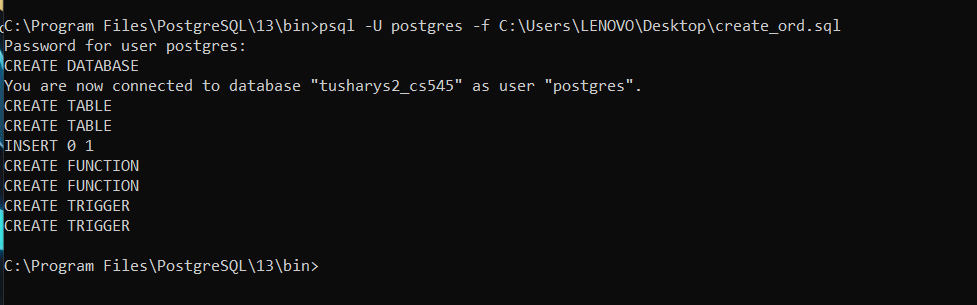 C:\Program Files\PostgreSQL\13\bin>psql -U postgres -f C:\Users\LENOVO\Desktop\create_ord.sql
Password for user postgres:
CREATE DATABASE
You are now connected to database "tusharys2_cs545" as user "postgres".
CREATE TABLE
CREATE TABLE
INSERT 0 1
CREATE FUNCTION
CREATE FUNCTION
CREATE TRIGGER
CREATE TRIGGER
C:\Program Files\PostgreSQL\13\bin>